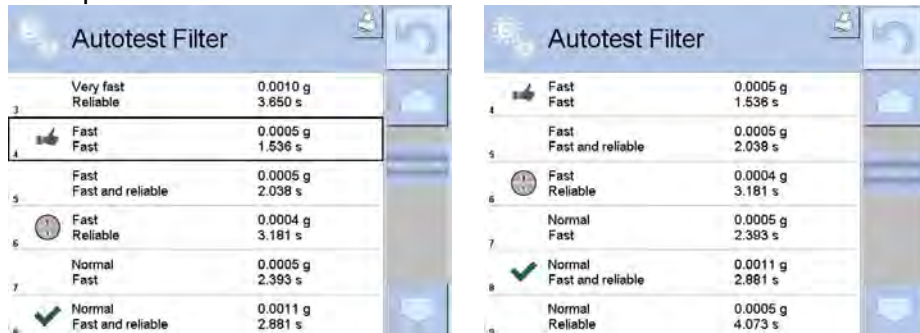 Autotest Filter
Very fast 0.0010 g
3 Reliable 3.650 s
Fast 0.0005 g
4 Fast 1.536 s
Fast 0.0005 g
5 Fast and reliable 2.038 s
Fast 0.0004 g
6 Reliable 3.181 s
Normal 0.0005 g
7 Fast 2.393 s
Normal 0.0011 g
Fast and reliable 2.881 s
Autotest Filter
Fast 0.0005 g
4 Fast 1.536 s
Fast 0.0005 g
5 Fast and reliable 2.038 s
Fast 0.0004 g
6 Reliable 3.181 s
Normal 0.0005 g
7 Fast 2.393 s
Normal 0.0011 g
8 Fast and reliable 2.881 s
Normal 0.0005 g
Reliable 4.073 s